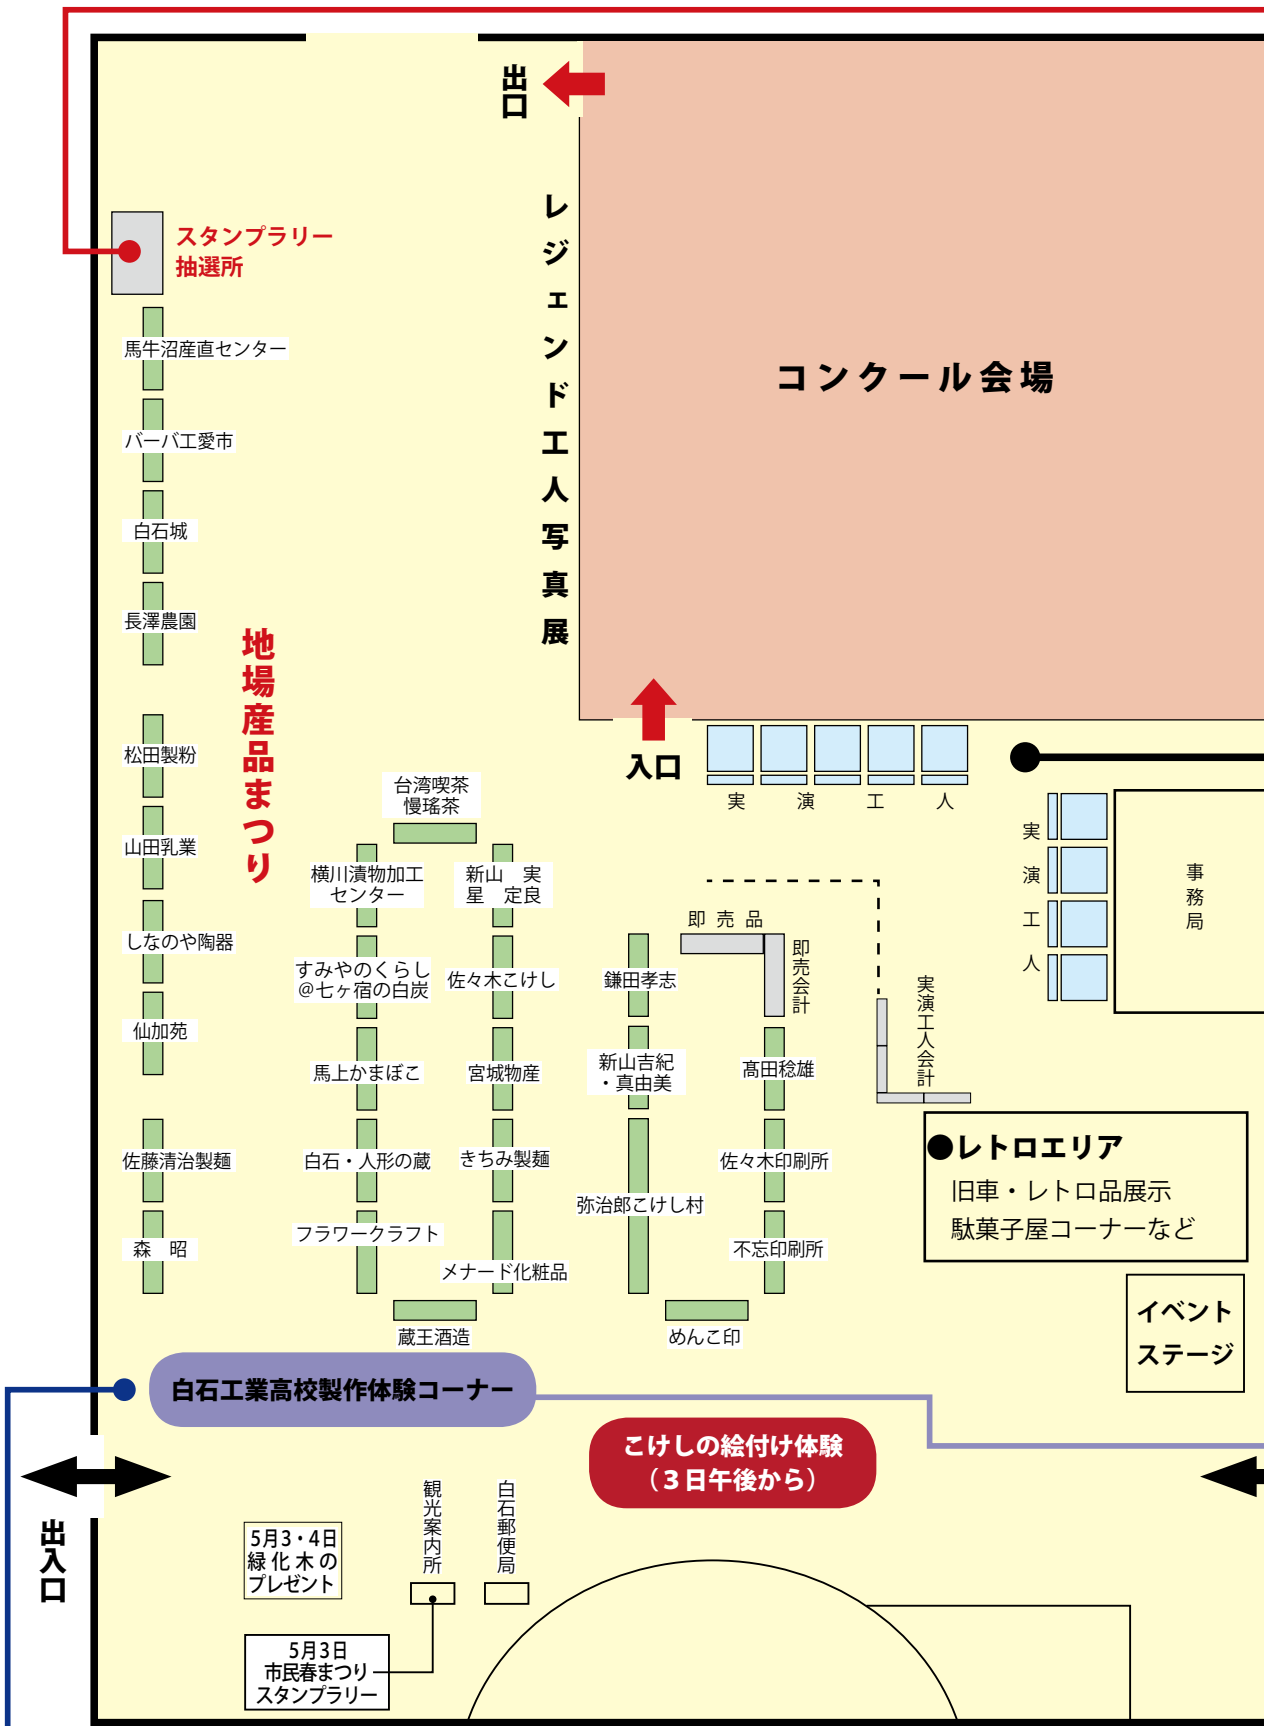 出口
スタンプラリー
抽選所
レジェンド工人写真展
コンクール会場
馬牛沼産直センター
バーバ工愛市
白石城
長澤農園
地場産品まつり
松田製粉
山田乳業
しなのや陶器
仙加苑
佐藤清治製麺
森　昭
入口
実演工人
台湾喫茶
慢瑤茶
横川漬物加工
センター
新山　実
星　定良
すみやのくらし
@七ヶ宿の白炭
佐々木こけし
馬上かまぼこ
宮城物産
白石・人形の蔵
きちみ製麺
フラワークラフト
メナード化粧品
蔵王酒造
鎌田孝志
新山吉紀
・真由美
弥治郎こけし村
即売品
即売会計
髙田稔雄
佐々木印刷所
不忘印刷所
めんこ印
実演工人
事務局
実演工人会計
●レトロエリア
旧車・レトロ品展示
駄菓子屋コーナーなど
イベント
ステージ
白石工業高校製作体験コーナー
こけしの絵付け体験
（３日午後から）
出入口
観光案内所
白石郵便局
5月3・4日
緑化木の
プレゼント
5月3日
市民春まつり
スタンプラリー